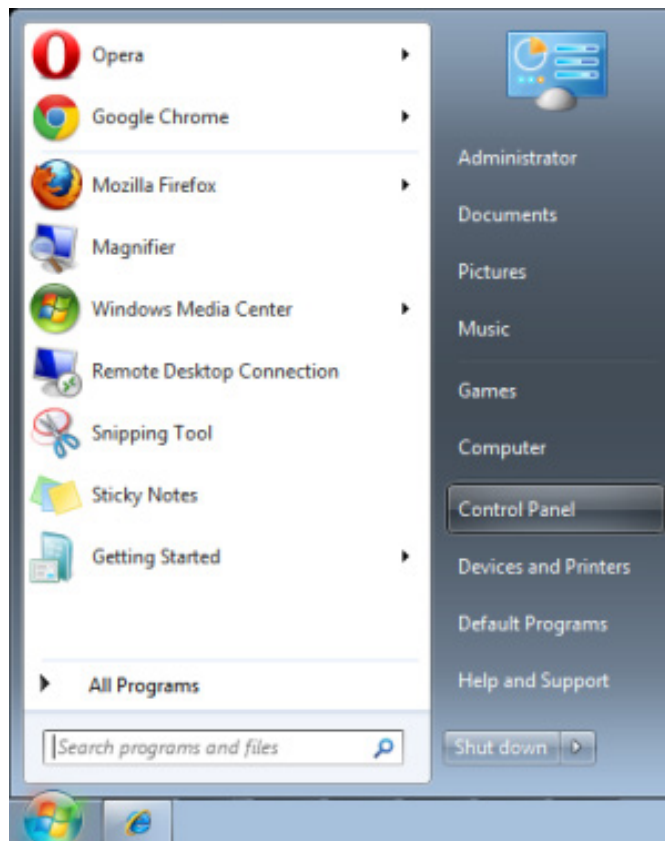 Opera
Google Chrome
Mozilla Firefox
Magnifier
Windows Media Center
Remote Desktop Connection
Snipping Tool
Sticky Notes
Getting Started
All Programs
Search programs and files
Administrator
Documents
Pictures
Music
Games
Computer
Control Panel
Devices and Printers
Default Programs
Help and Support
Shut down